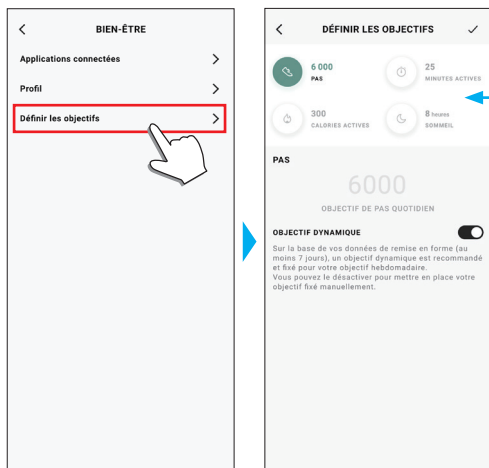 BIEN-ÊTRE
Applications connectées
Profil
Définir les objectifs
DÉFINIR LES OBJECTIFS
6 000
PAS
25
MINUTES ACTIVES
300
CALORIES ACTIVES
8 heures
SOMMEIL
PAS
6000
OBJECTIF DE PAS QUOTIDIEN
OBJECTIF DYNAMIQUE
Sur la base de vos données de remise en forme (au
moins 7 jours), un objectif dynamique est recommandé
et fixé pour votre objectif hebdomadaire.
Vous pouvez le désactiver pour mettre en place votre
objectif fixé manuellement.